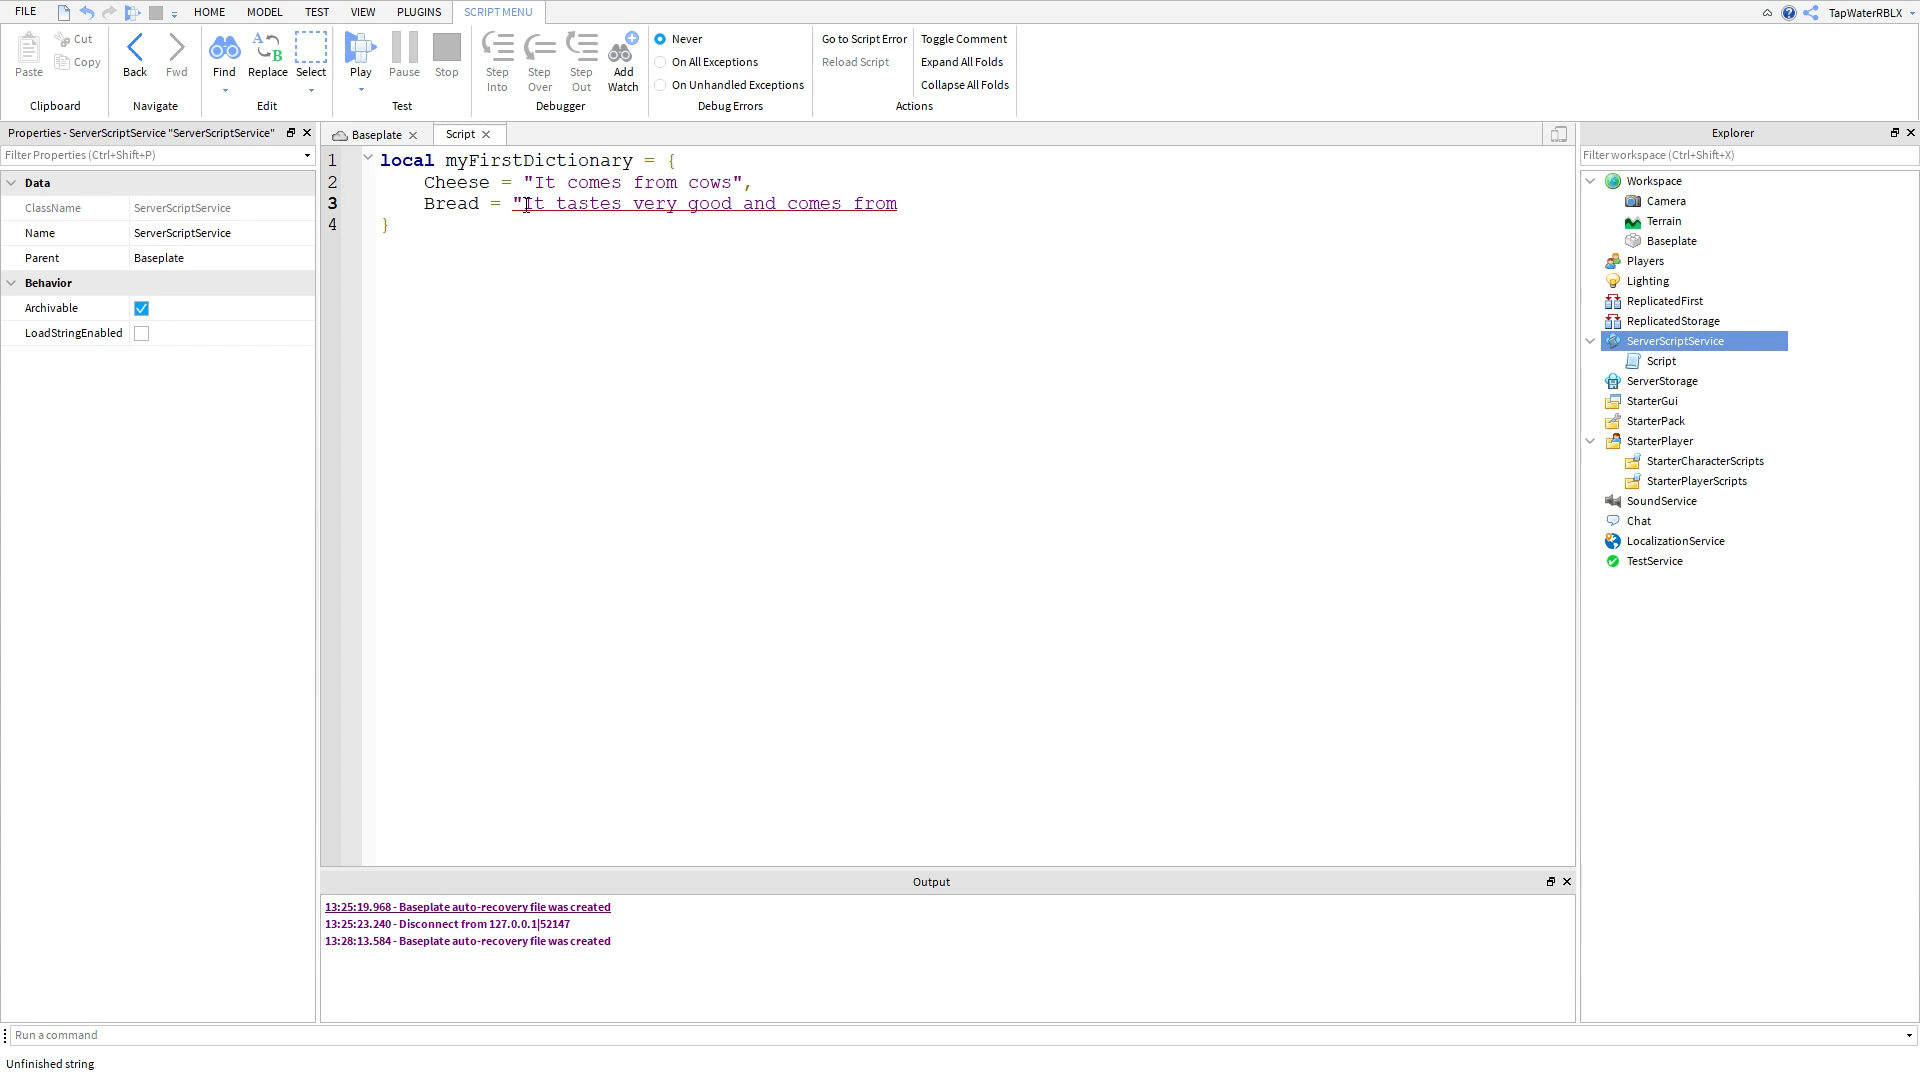 FILE HOME MODEL TEST VIEW PLUGINS SCRIPT MENU TapWaterRBLX
Paste Cut Copy Clipboard
Back Fwd Navigate
Find Replace Select Edit
Play Pause Stop Test
Step Into Step Over Step Out Add Watch Debugger
Never
On All Exceptions
On Unhandled Exceptions
Debug Errors
Go to Script Error
Reload Script
Toggle Comment
Expand All Folds
Collapse All Folds
Actions
Properties - ServerScriptService "ServerScriptService"
Filter Properties (Ctrl+Shift+P)
Data
ClassName ServerScriptService
Name ServerScriptService
Parent Baseplate
Behavior
Archivable
LoadStringEnabled
Baseplate Script
1 local myFirstDictionary = {
2 Cheese = "It comes from cows",
3 Bread = "It tastes very good and comes from
4 }
Output
13:25:19.968 - Baseplate auto-recovery file was created
13:25:23.240 - Disconnect from 127.0.0.1|52147
13:28:13.584 - Baseplate auto-recovery file was created
Explorer
Filter workspace (Ctrl+Shift+X)
Workspace
Camera
Terrain
Baseplate
Players
Lighting
ReplicatedFirst
ReplicatedStorage
ServerScriptService
Script
ServerStorage
StarterGui
StarterPack
StarterPlayer
StarterCharacterScripts
StarterPlayerScripts
SoundService
Chat
LocalizationService
TestService
Run a command
Unfinished string